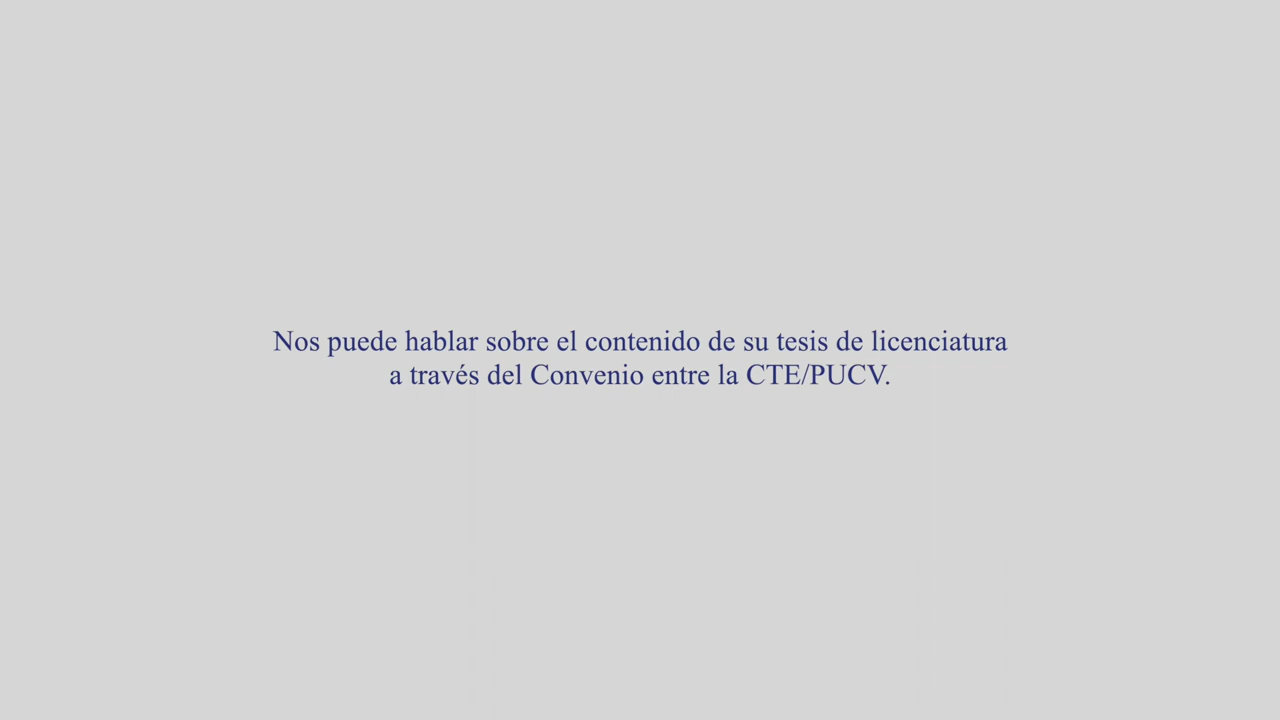 Nos puede hablar sobre el contenido de su tesis de licenciatura
a través del Convenio entre la CTE/PUCV.